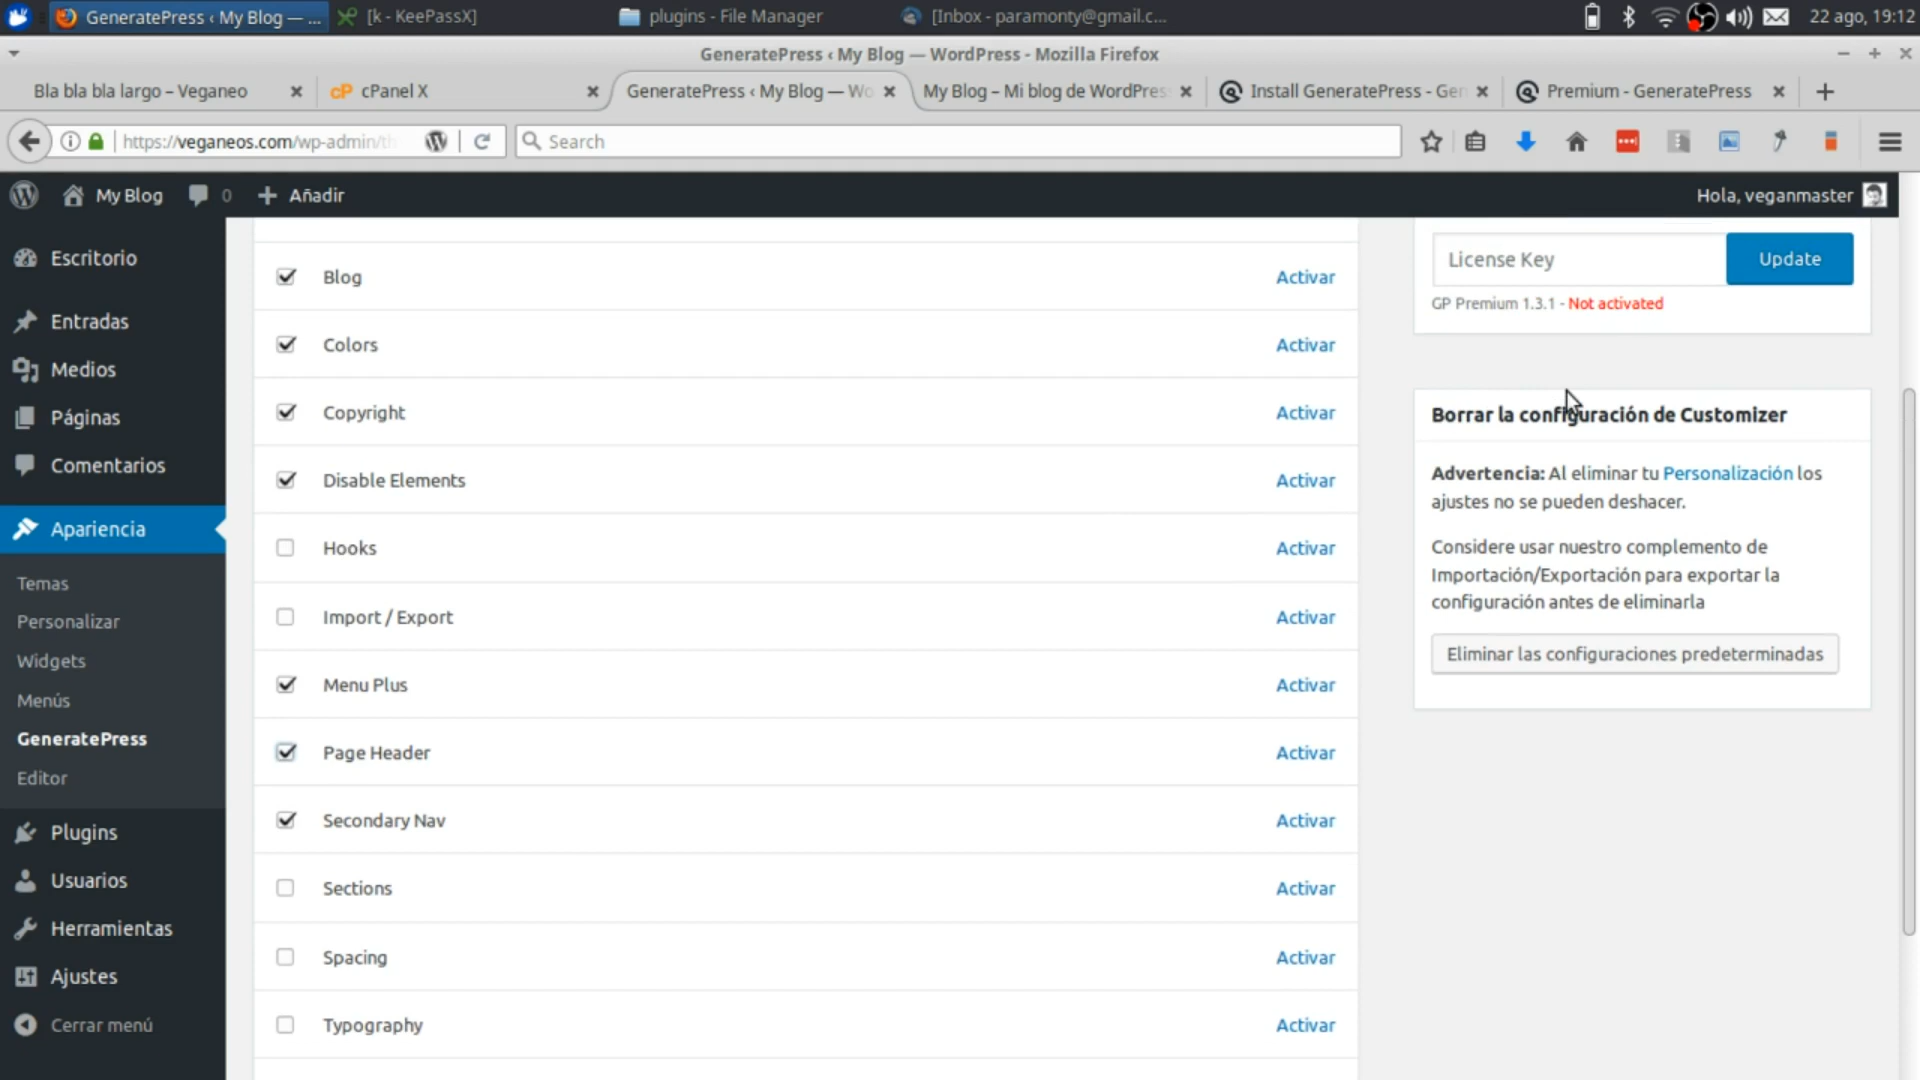 GeneratePress ‹ My Blog — ...
[k - KeePassX]
plugins - File Manager
[Inbox - paramonty@gmail.c...
22 ago, 19:12
GeneratePress ‹ My Blog — WordPress - Mozilla Firefox
Bla bla bla largo – Veganeo
cPanel X
GeneratePress ‹ My Blog — Wo
My Blog – Mi blog de WordPres
Install GeneratePress - Gen
Premium - GeneratePress
https://veganeos.com/wp-admin/th
Search
My Blog
0
Añadir
Hola, veganmaster
Escritorio
Entradas
Medios
Páginas
Comentarios
Apariencia
Temas
Personalizar
Widgets
Menús
GeneratePress
Editor
Plugins
Usuarios
Herramientas
Ajustes
Cerrar menú
Blog Activar
Colors Activar
Copyright Activar
Disable Elements Activar
Hooks Activar
Import / Export Activar
Menu Plus Activar
Page Header Activar
Secondary Nav Activar
Sections Activar
Spacing Activar
Typography Activar
License Key
Update
GP Premium 1.3.1 - Not activated
Borrar la configuración de Customizer
Advertencia: Al eliminar tu Personalización los
ajustes no se pueden deshacer.
Considere usar nuestro complemento de
Importación/Exportación para exportar la
configuración antes de eliminarla
Eliminar las configuraciones predeterminadas